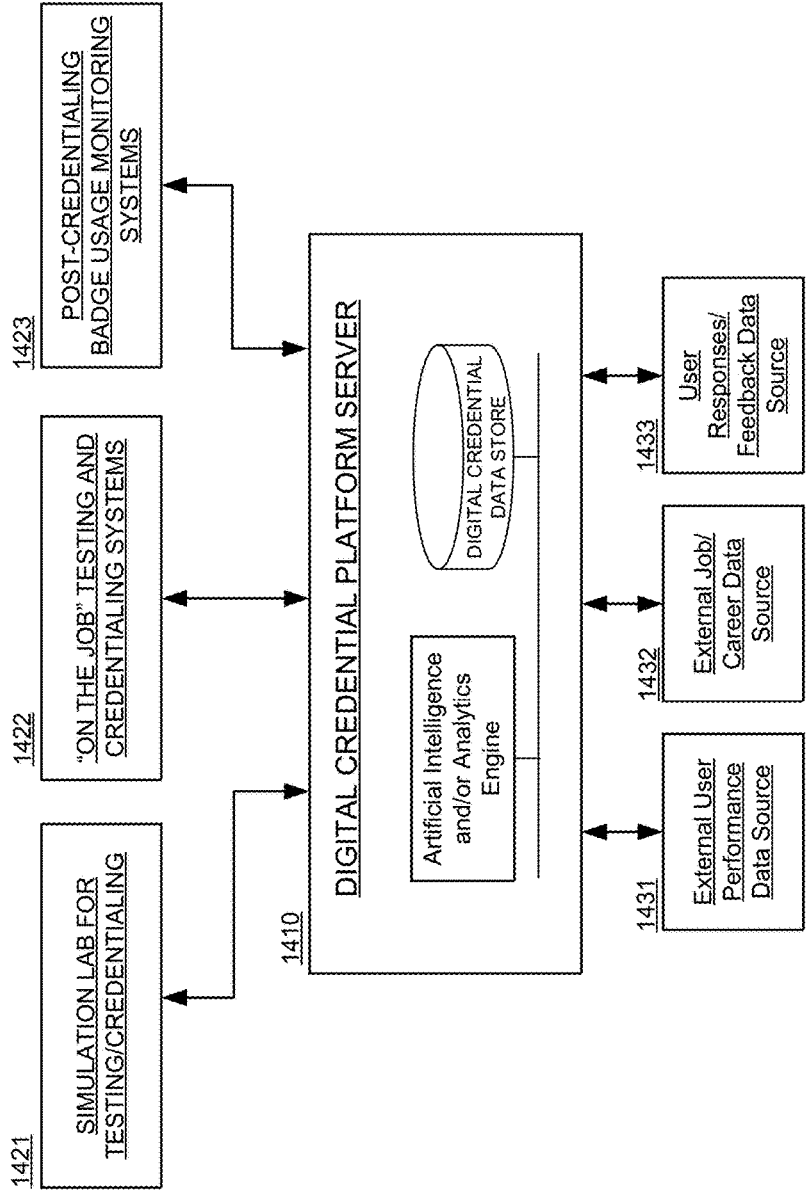 1421
SIMULATION LAB FOR
TESTING/CREDENTIALING
1422
“ON THE JOB” TESTING AND
CREDENTIALING SYSTEMS
1423
POST-CREDENTIALING
BADGE USAGE MONITORING
SYSTEMS
1410
DIGITAL CREDENTIAL PLATFORM SERVER
Artificial Intelligence
and/or Analytics
Engine
DIGITAL CREDENTIAL
DATA STORE
1431
External User
Performance
Data Source
1432
External Job/
Career Data
Source
1433
User
Responses/
Feedback Data
Source